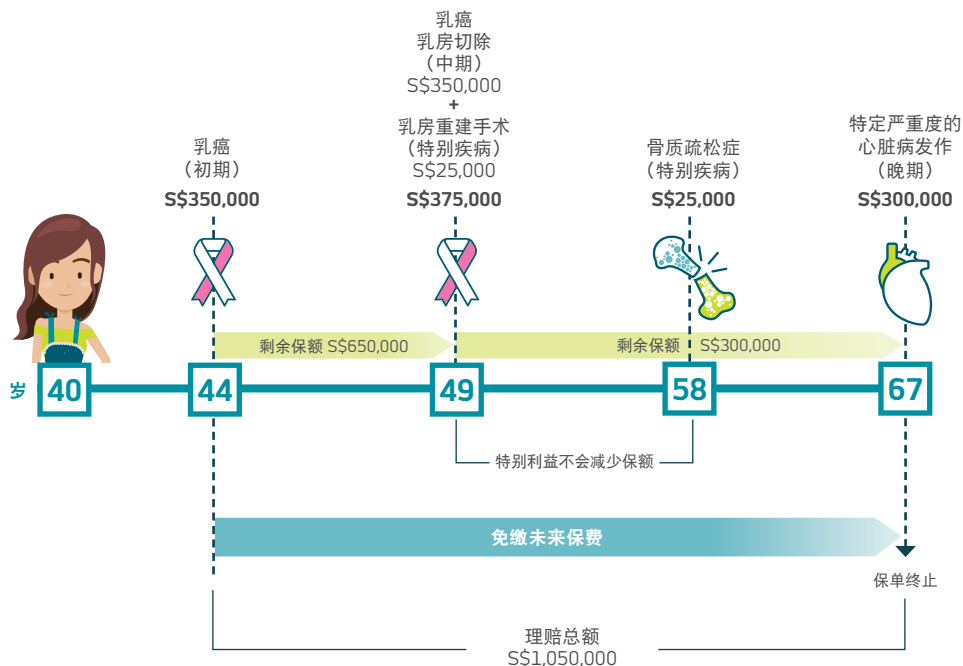 乳癌
乳房切除
（中期）
S$350,000
+
乳房重建手术
（特别疾病）
S$25,000
S$375,000
乳癌
（初期）
S$350,000
骨质疏松症
（特别疾病）
S$25,000
特定严重度的
心脏病发作
（晚期）
S$300,000
剩余保额 S$650,000
剩余保额 S$300,000
岁 40 44 49 58 67
特别利益不会减少保额
免缴未来保费
保单终止
理赔总额
S$1,050,000